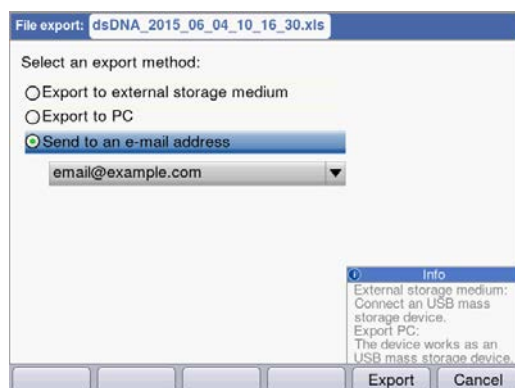 File export: dsDNA_2015_06_04_10_16_30.xls
Select an export method:
Export to external storage medium
Export to PC
Send to an e-mail address
email@example.com
Info
External storage medium:
Connect an USB mass
storage device.
Export PC:
The device works as an
USB mass storage device.
Export Cancel